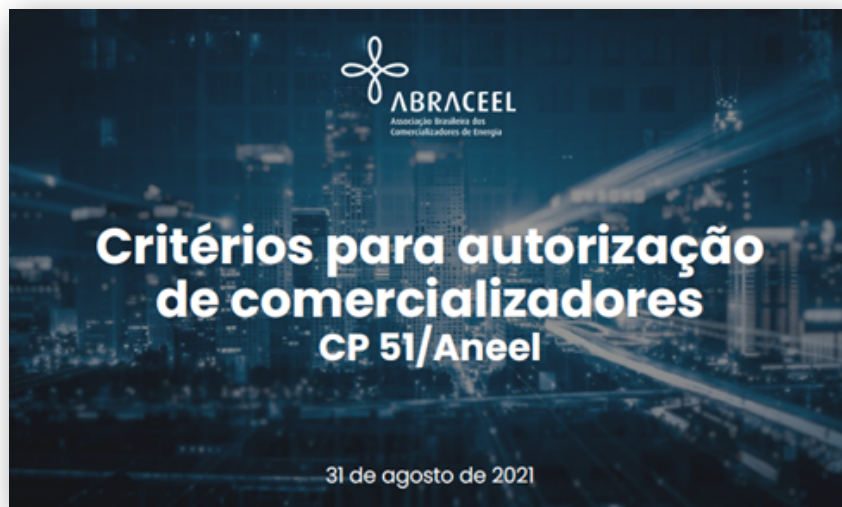 ABRACEEL
Associação Brasileira dos
Comercializadores de Energia
Critérios para autorização
de comercializadores
CP 51/Aneel
31 de agosto de 2021